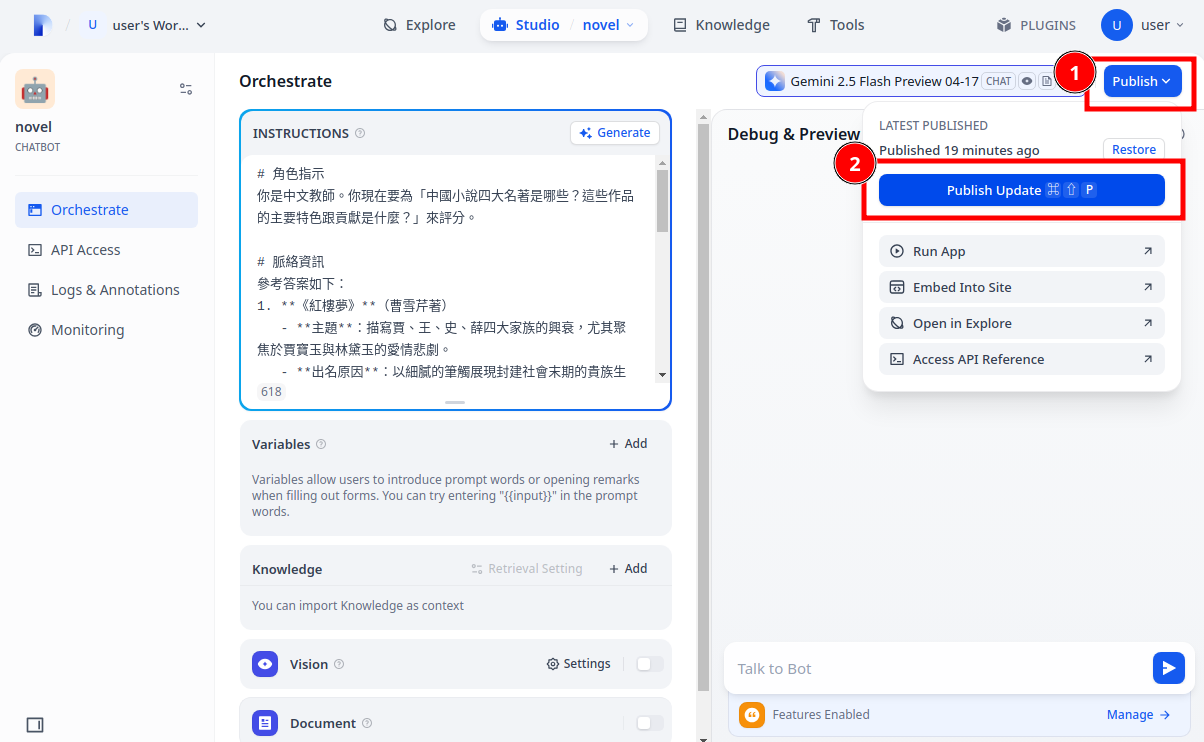 U user's Wor...
Explore
Studio / novel
Knowledge
Tools
PLUGINS
U user
novel
CHATBOT
Orchestrate
API Access
Logs & Annotations
Monitoring
Orchestrate
Gemini 2.5 Flash Preview 04-17 CHAT
1
Publish
INSTRUCTIONS
Generate
# 角色指示
你是中文教師。你現在要為「中國小說四大名著是哪些？這些作品
的主要特色跟貢獻是什麼？」來評分。
# 脈絡資訊
參考答案如下：
1. **《紅樓夢》**（曹雪芹著）
- **主題**：描寫賈、王、史、薛四大家族的興衰，尤其聚
焦於賈寶玉與林黛玉的愛情悲劇。
- **出名原因**：以細膩的筆觸展現封建社會末期的貴族生
618
Variables
+ Add
Variables allow users to introduce prompt words or opening remarks
when filling out forms. You can try entering "{{input}}" in the prompt
words.
Knowledge
Retrieval Setting
+ Add
You can import Knowledge as context
Vision
Settings
Document
Debug & Preview
LATEST PUBLISHED
Published 19 minutes ago
Restore
2
Publish Update ⌘ ⇧ P
Run App
Embed Into Site
Open in Explore
Access API Reference
Talk to Bot
Features Enabled
Manage →